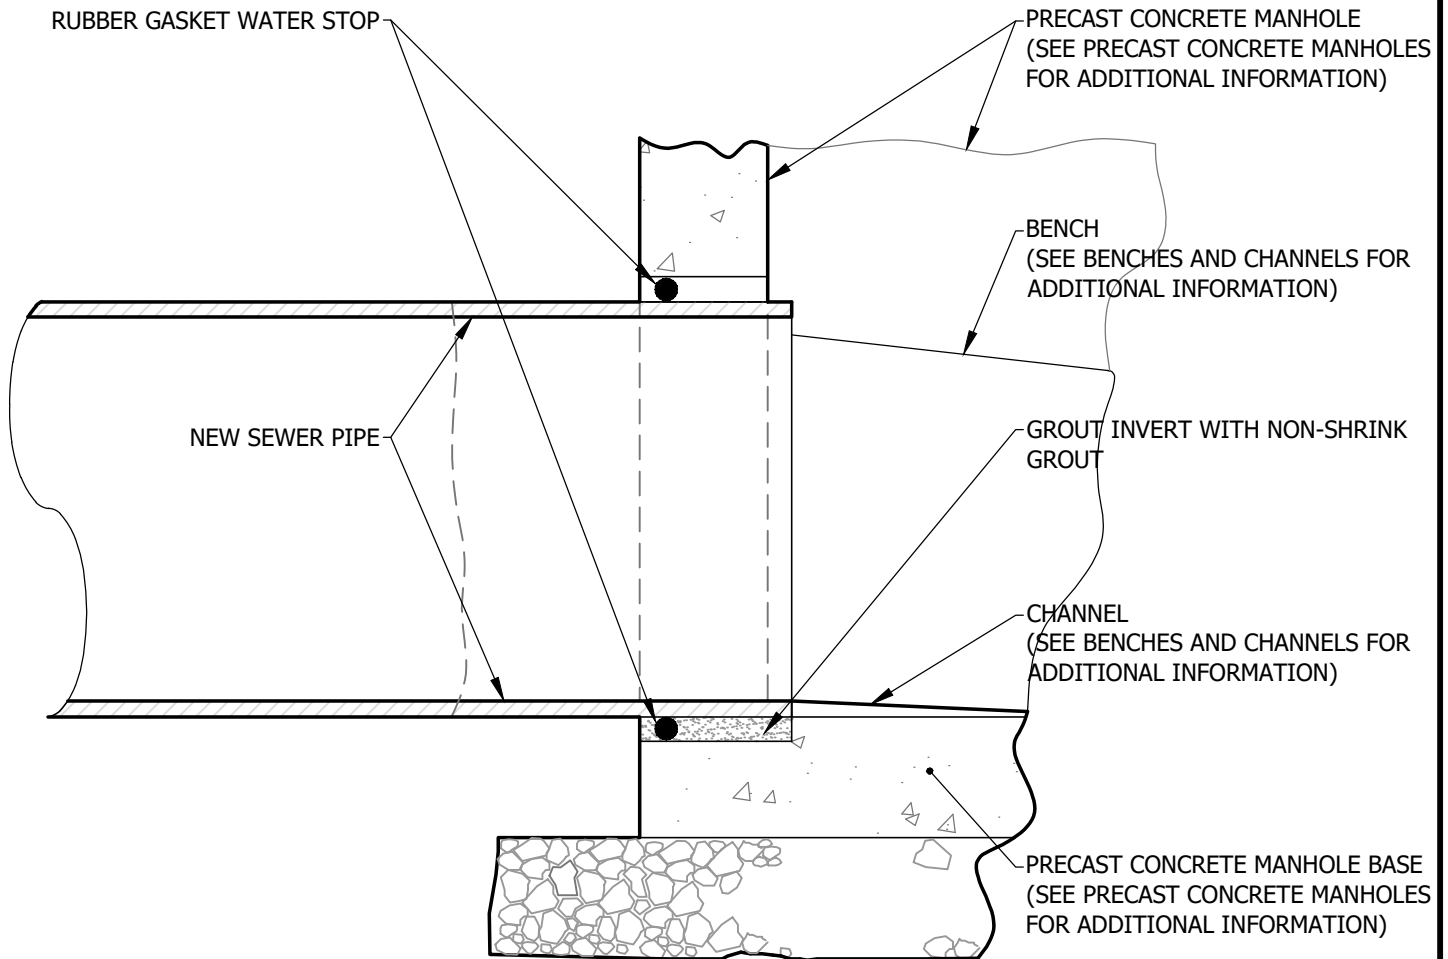 RUBBER GASKET WATER STOP
PRECAST CONCRETE MANHOLE
(SEE PRECAST CONCRETE MANHOLES
FOR ADDITIONAL INFORMATION)
BENCH
(SEE BENCHES AND CHANNELS FOR
ADDITIONAL INFORMATION)
NEW SEWER PIPE
GROUT INVERT WITH NON-SHRINK
GROUT
CHANNEL
(SEE BENCHES AND CHANNELS FOR
ADDITIONAL INFORMATION)
PRECAST CONCRETE MANHOLE BASE
(SEE PRECAST CONCRETE MANHOLES
FOR ADDITIONAL INFORMATION)